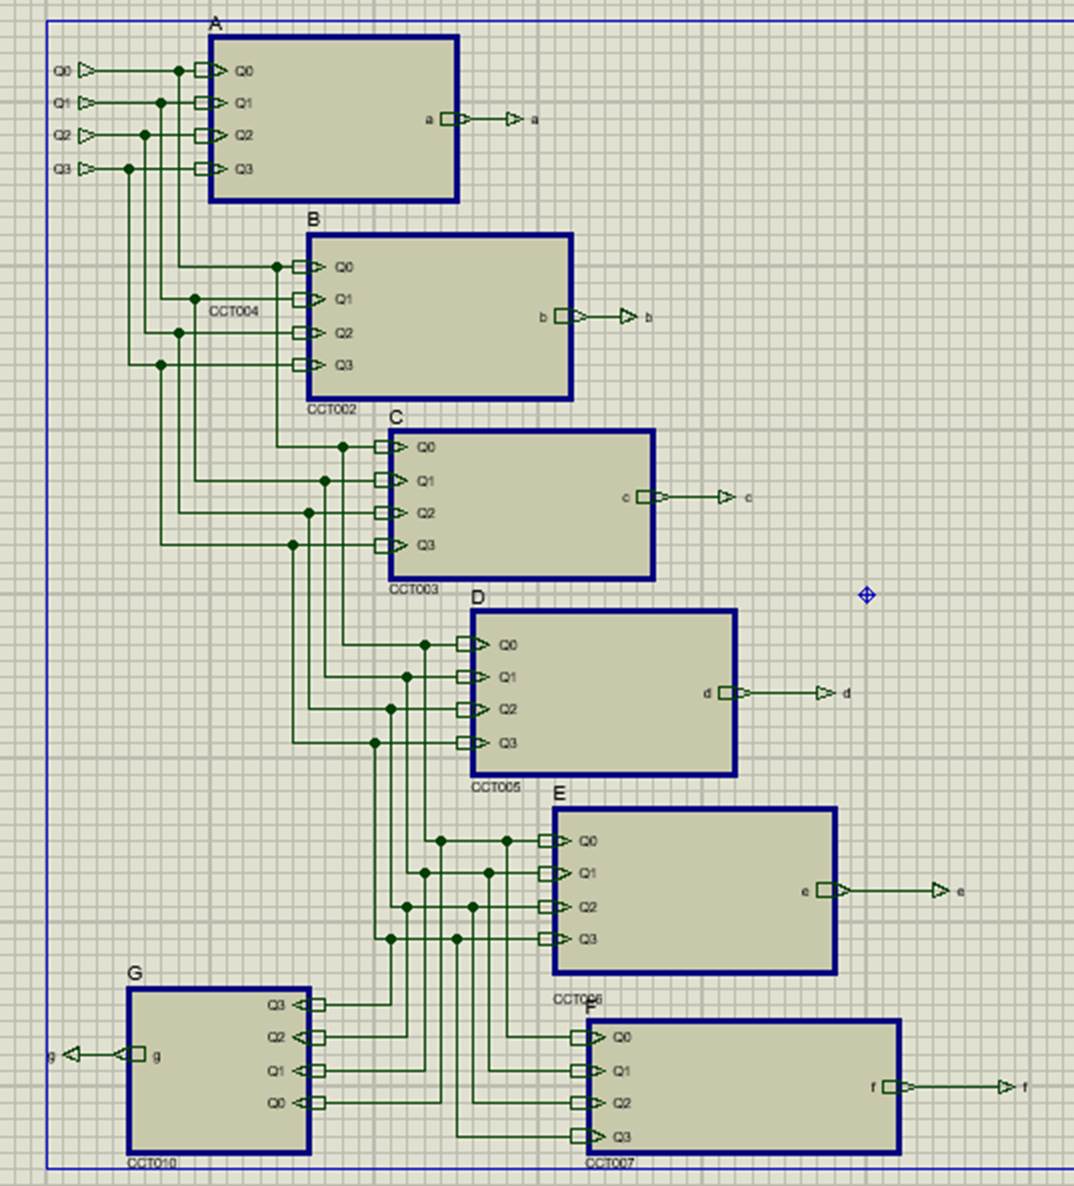 A
Q0 Q0
Q1 Q1
a a
Q2 Q2
Q3 Q3
B
Q0
Q1
CCT004
b b
Q2
Q3
CCT002
C
Q0
Q1
c c
Q2
Q3
CCT003
D
Q0
Q1
d d
Q2
Q3
CCT005
E
Q0
Q1
e e
Q2
Q3
CCT006
G
F
Q3
Q2 Q0
g g
Q1 Q1
f f
Q0 Q2
Q3
CCT010 CCT007